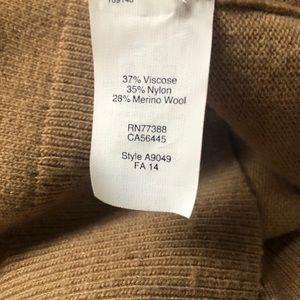 37% Viscose
35% Nylon
28% Merino Wool
RN77388
CA56445
Style A9049
FA 14